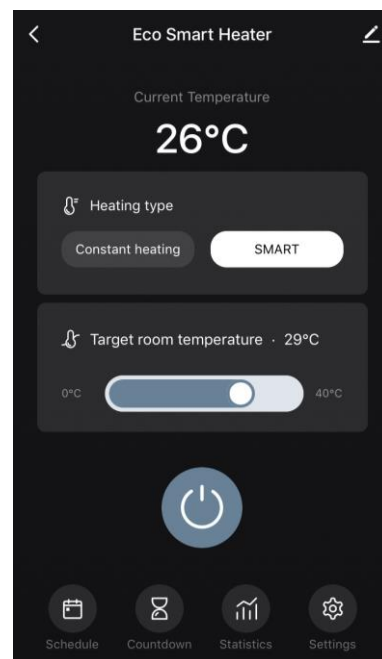 Eco Smart Heater
Current Temperature
26°C
Heating type
Constant heating SMART
Target room temperature · 29°C
0°C 40°C
Schedule Countdown Statistics Settings